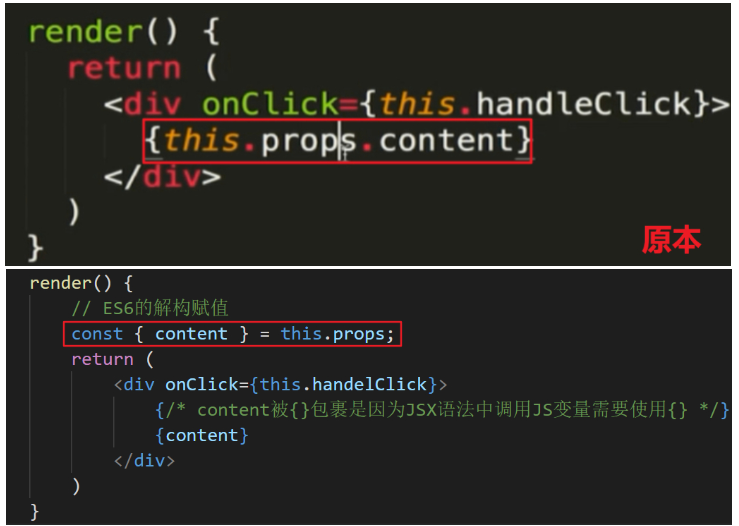 render() {
return (
<div onClick={this.handleClick}>
{this.props.content}
</div>
)
}
原本
render() {
// ES6的解构赋值
const { content } = this.props;
return (
<div onClick={this.handelClick}>
{/* content被{}包裹是因为JSX语法中调用JS变量需要使用{} */}
{content}
</div>
)
}